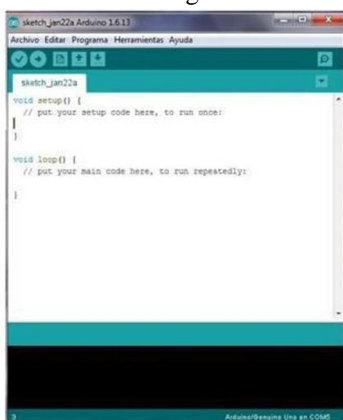 sketch_jan22a Arduino 1.6.13
Archivo Editar Programa Herramientas Ayuda
sketch_jan22a
void setup() {
// put your setup code here, to run once:
}
void loop() {
// put your main code here, to run repeatedly:
}
3
Arduino/Genuino Uno en COM5